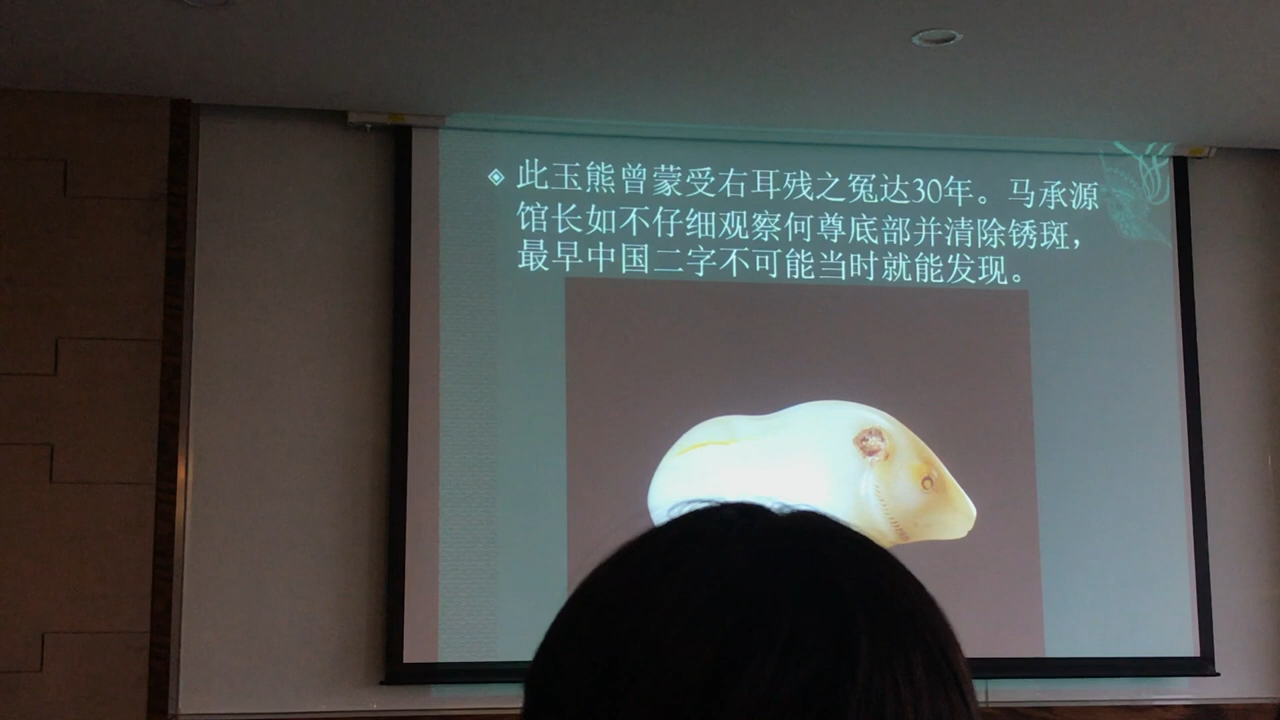 此玉熊曾蒙受右耳残之冤达30年。马承源
馆长如不仔细观察何尊底部并清除锈斑，
最早中国二字不可能当时就能发现。